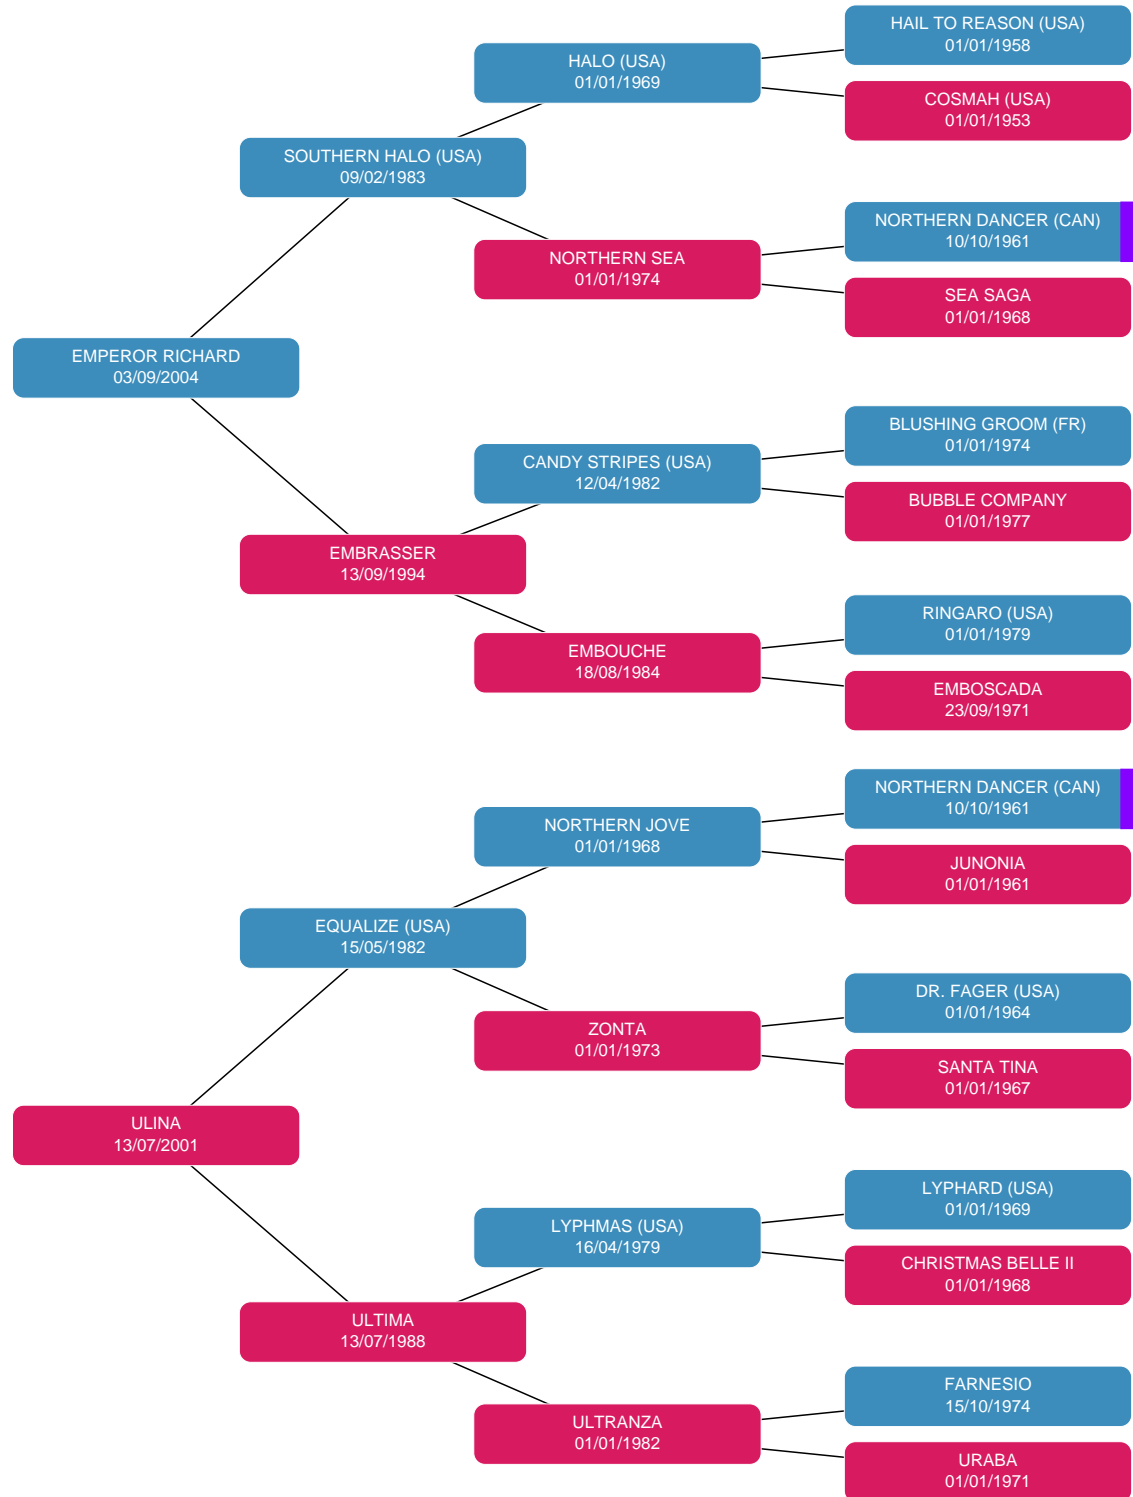 HAIL TO REASON (USA)
01/01/1958
HALO (USA)
01/01/1969
COSMAH (USA)
01/01/1953
SOUTHERN HALO (USA)
09/02/1983
NORTHERN DANCER (CAN)
10/10/1961
NORTHERN SEA
01/01/1974
SEA SAGA
01/01/1968
EMPEROR RICHARD
03/09/2004
BLUSHING GROOM (FR)
01/01/1974
CANDY STRIPES (USA)
12/04/1982
BUBBLE COMPANY
01/01/1977
EMBRASSER
13/09/1994
RINGARO (USA)
01/01/1979
EMBOUCHE
18/08/1984
EMBOSCADA
23/09/1971
NORTHERN DANCER (CAN)
10/10/1961
NORTHERN JOVE
01/01/1968
JUNONIA
01/01/1961
EQUALIZE (USA)
15/05/1982
DR. FAGER (USA)
01/01/1964
ZONTA
01/01/1973
SANTA TINA
01/01/1967
ULINA
13/07/2001
LYPHARD (USA)
01/01/1969
LYPHMAS (USA)
16/04/1979
CHRISTMAS BELLE II
01/01/1968
ULTIMA
13/07/1988
FARNESIO
15/10/1974
ULTRANZA
01/01/1982
URABA
01/01/1971